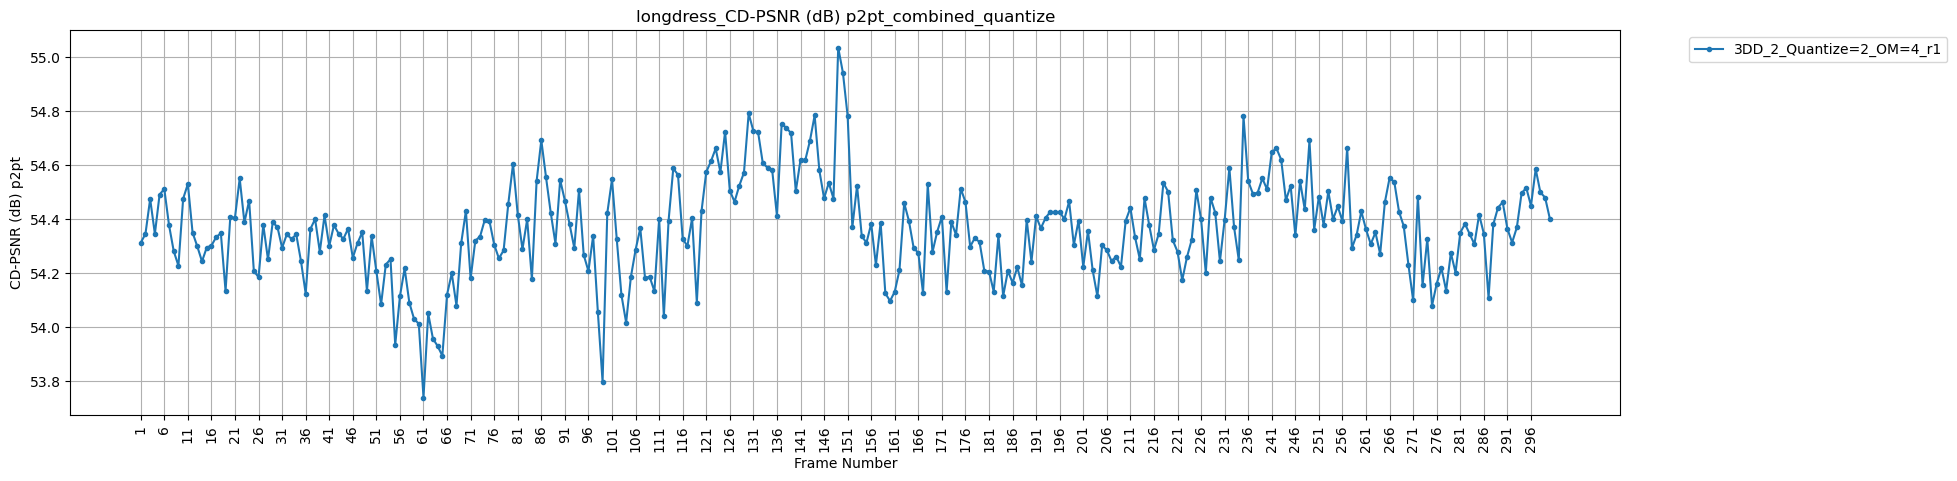 longdress_CD-PSNR (dB) p2pt_combined_quantize
3DD_2_Quantize=2_OM=4_r1
CD-PSNR (dB) p2pt
55.0
54.8
54.6
54.4
54.2
54.0
53.8
1 6 11 16 21 26 31 36 41 46 51 56 61 66 71 76 81 86 91 96 101 106 111 116 121 126 131 136 141 146 151 156 161 166 171 176 181 186 191 196 201 206 211 216 221 226 231 236 241 246 251 256 261 266 271 276 281 286 291 296
Frame Number